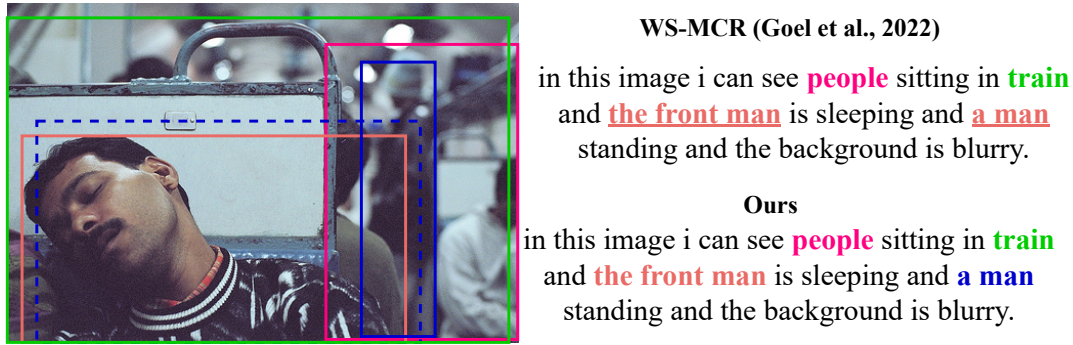 WS-MCR (Goel et al., 2022)
in this image i can see people sitting in train
and the front man is sleeping and a man
standing and the background is blurry.
Ours
in this image i can see people sitting in train
and the front man is sleeping and a man
standing and the background is blurry.